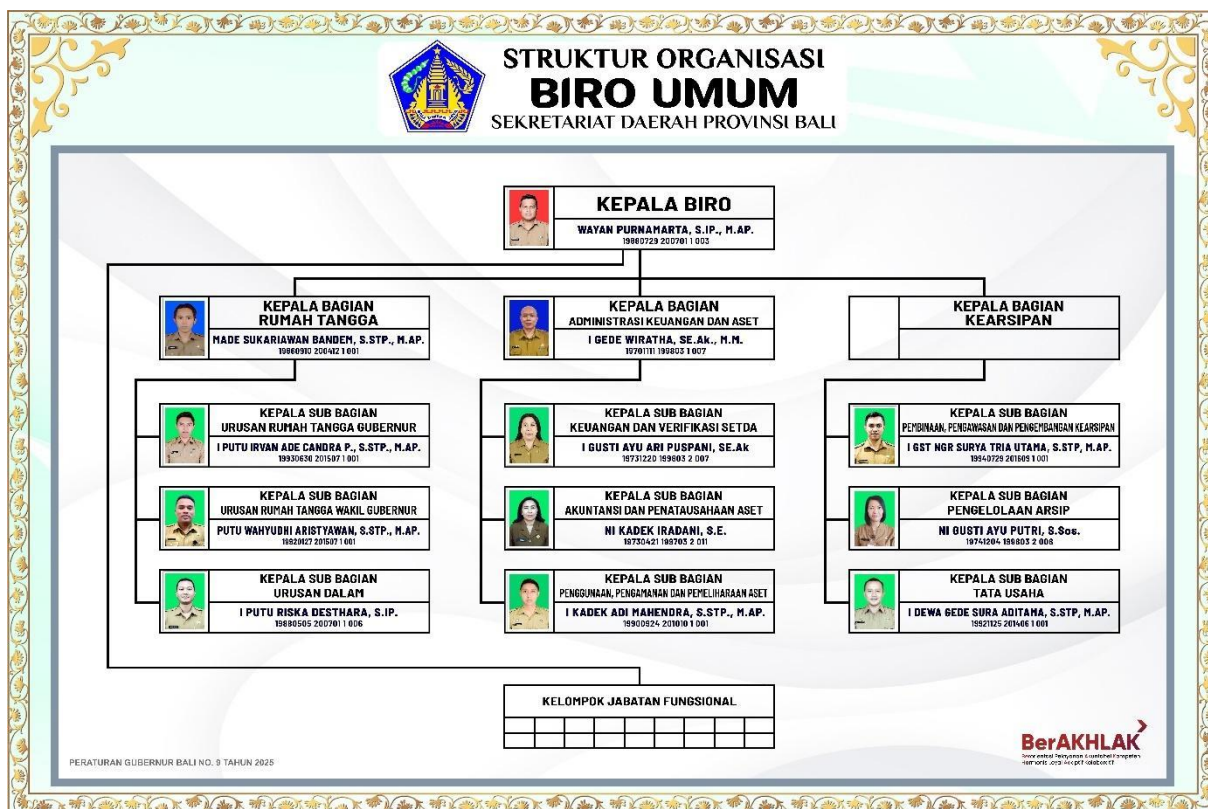 STRUKTUR ORGANISASI
BIRO UMUM
SEKRETARIAT DAERAH PROVINSI BALI
KEPALA BIRO
WAYAN PURNAMARTA, S.IP., M.AP.
19880729 200701 1 003
KEPALA BAGIAN
RUMAH TANGGA
MADE SUKARIAWAN BANDEM, S.STP., M.AP.
19860910 200412 1 001
KEPALA BAGIAN
ADMINISTRASI KEUANGAN DAN ASET
I GEDE WIRATHA, SE.Ak., M.M.
19701111 199803 1 007
KEPALA BAGIAN
KEARSIPAN
KEPALA SUB BAGIAN
URUSAN RUMAH TANGGA GUBERNUR
I PUTU IRVAN ADE CANDRA P., S.STP., M.AP.
19930630 201507 1 001
KEPALA SUB BAGIAN
KEUANGAN DAN VERIFIKASI SETDA
I GUSTI AYU ARI PUSPANI, SE.Ak
19731220 199803 2 007
KEPALA SUB BAGIAN
PEMBINAAN, PENGAWASAN DAN PENGEMBANGAN KEARSIPAN
I GST NGR SURYA TRIA UTAMA, S.STP, M.AP.
19940729 201609 1 001
KEPALA SUB BAGIAN
URUSAN RUMAH TANGGA WAKIL GUBERNUR
PUTU WAHYUDHI ARISTYAWAN, S.STP., M.AP.
19920127 201507 1 001
KEPALA SUB BAGIAN
AKUNTANSI DAN PENATAUSAHAAN ASET
NI KADEK IRADANI, S.E.
19730421 199703 2 011
KEPALA SUB BAGIAN
PENGELOLAAN ARSIP
NI GUSTI AYU PUTRI, S.Sos.
19741204 199803 2 006
KEPALA SUB BAGIAN
URUSAN DALAM
I PUTU RISKA DESTHARA, S.IP.
19880505 200701 1 006
KEPALA SUB BAGIAN
PENGGUNAAN, PENGAMANAN DAN PEMELIHARAAN ASET
I KADEK ADI MAHENDRA, S.STP., M.AP.
19900924 201010 1 001
KEPALA SUB BAGIAN
TATA USAHA
I DEWA GEDE SURA ADITAMA, S.STP, M.AP.
19921125 201406 1 001
KELOMPOK JABATAN FUNGSIONAL
BerAKHLAK
Berorientasi Pelayanan Akuntabel Kompeten
Harmonis Loyal Adaptif Kolaboratif
PERATURAN GUBERNUR BALI NO. 9 TAHUN 2025